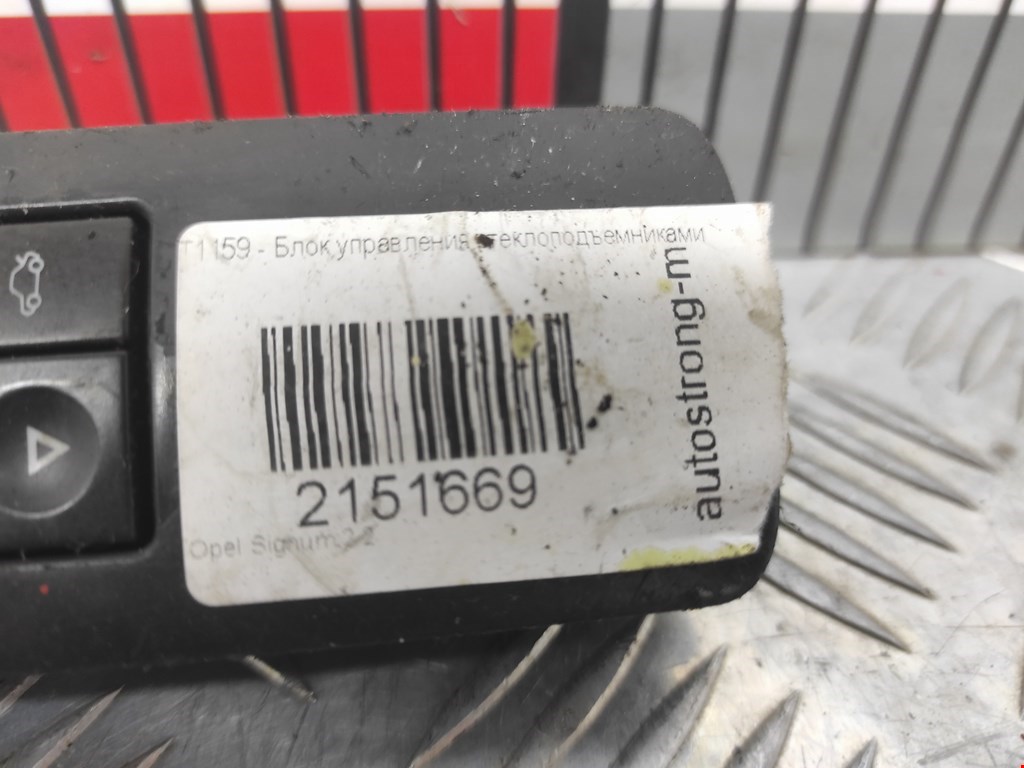 T1159 - Блок управления стеклоподъемниками
2151669
Opel Signum 2.2
autostrong-m